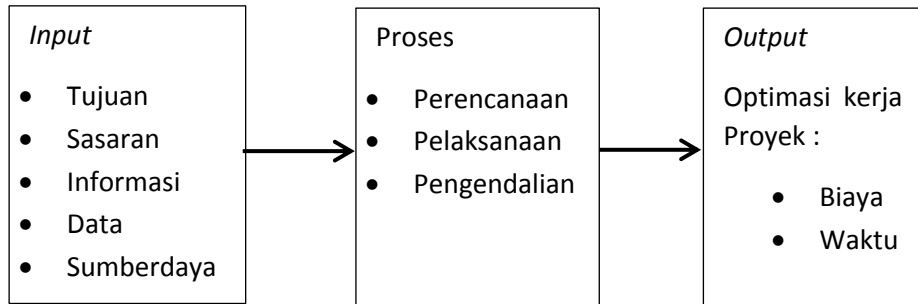 Input
• Tujuan
• Sasaran
• Informasi
• Data
• Sumberdaya
Proses
• Perencanaan
• Pelaksanaan
• Pengendalian
Output
Optimasi kerja
Proyek :
• Biaya
• Waktu